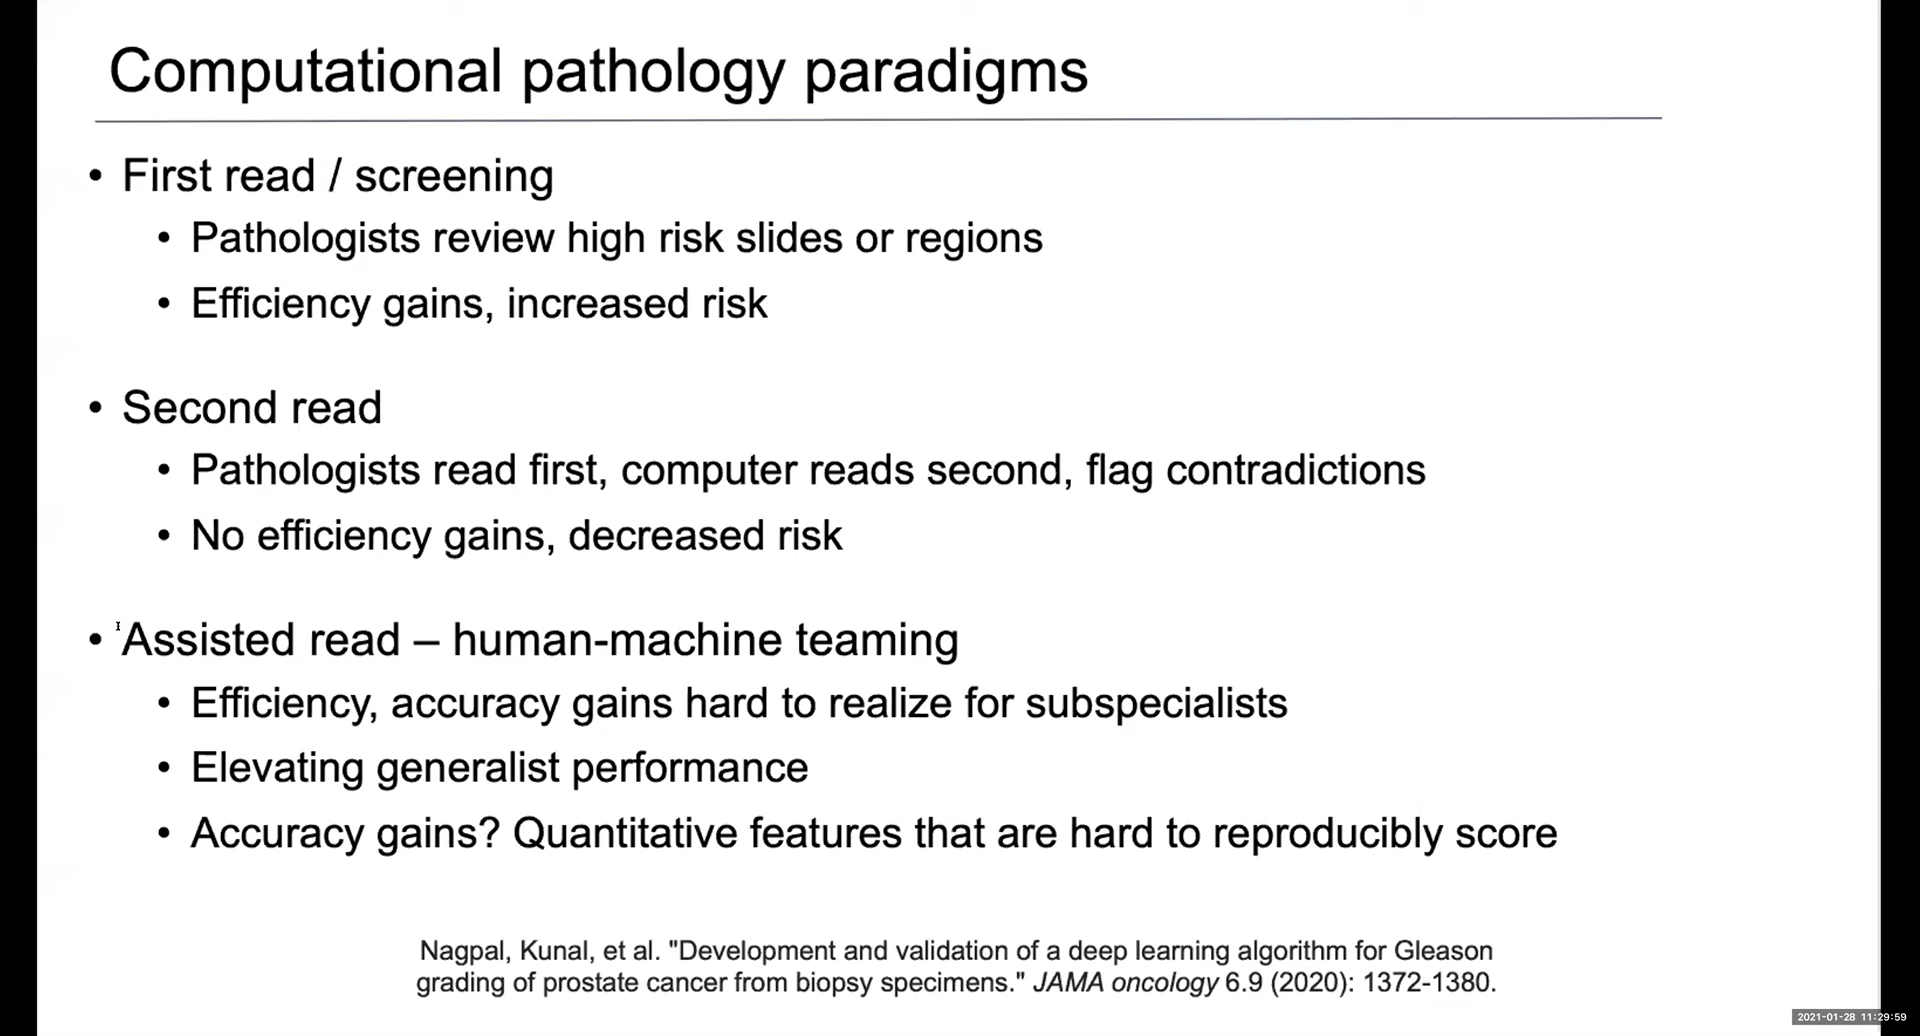 Computational pathology paradigms
• First read / screening
• Pathologists review high risk slides or regions
• Efficiency gains, increased risk
• Second read
• Pathologists read first, computer reads second, flag contradictions
• No efficiency gains, decreased risk
• Assisted read – human-machine teaming
• Efficiency, accuracy gains hard to realize for subspecialists
• Elevating generalist performance
• Accuracy gains? Quantitative features that are hard to reproducibly score
Nagpal, Kunal, et al. "Development and validation of a deep learning algorithm for Gleason
grading of prostate cancer from biopsy specimens." JAMA oncology 6.9 (2020): 1372-1380.
2021-01-28 11:29:59